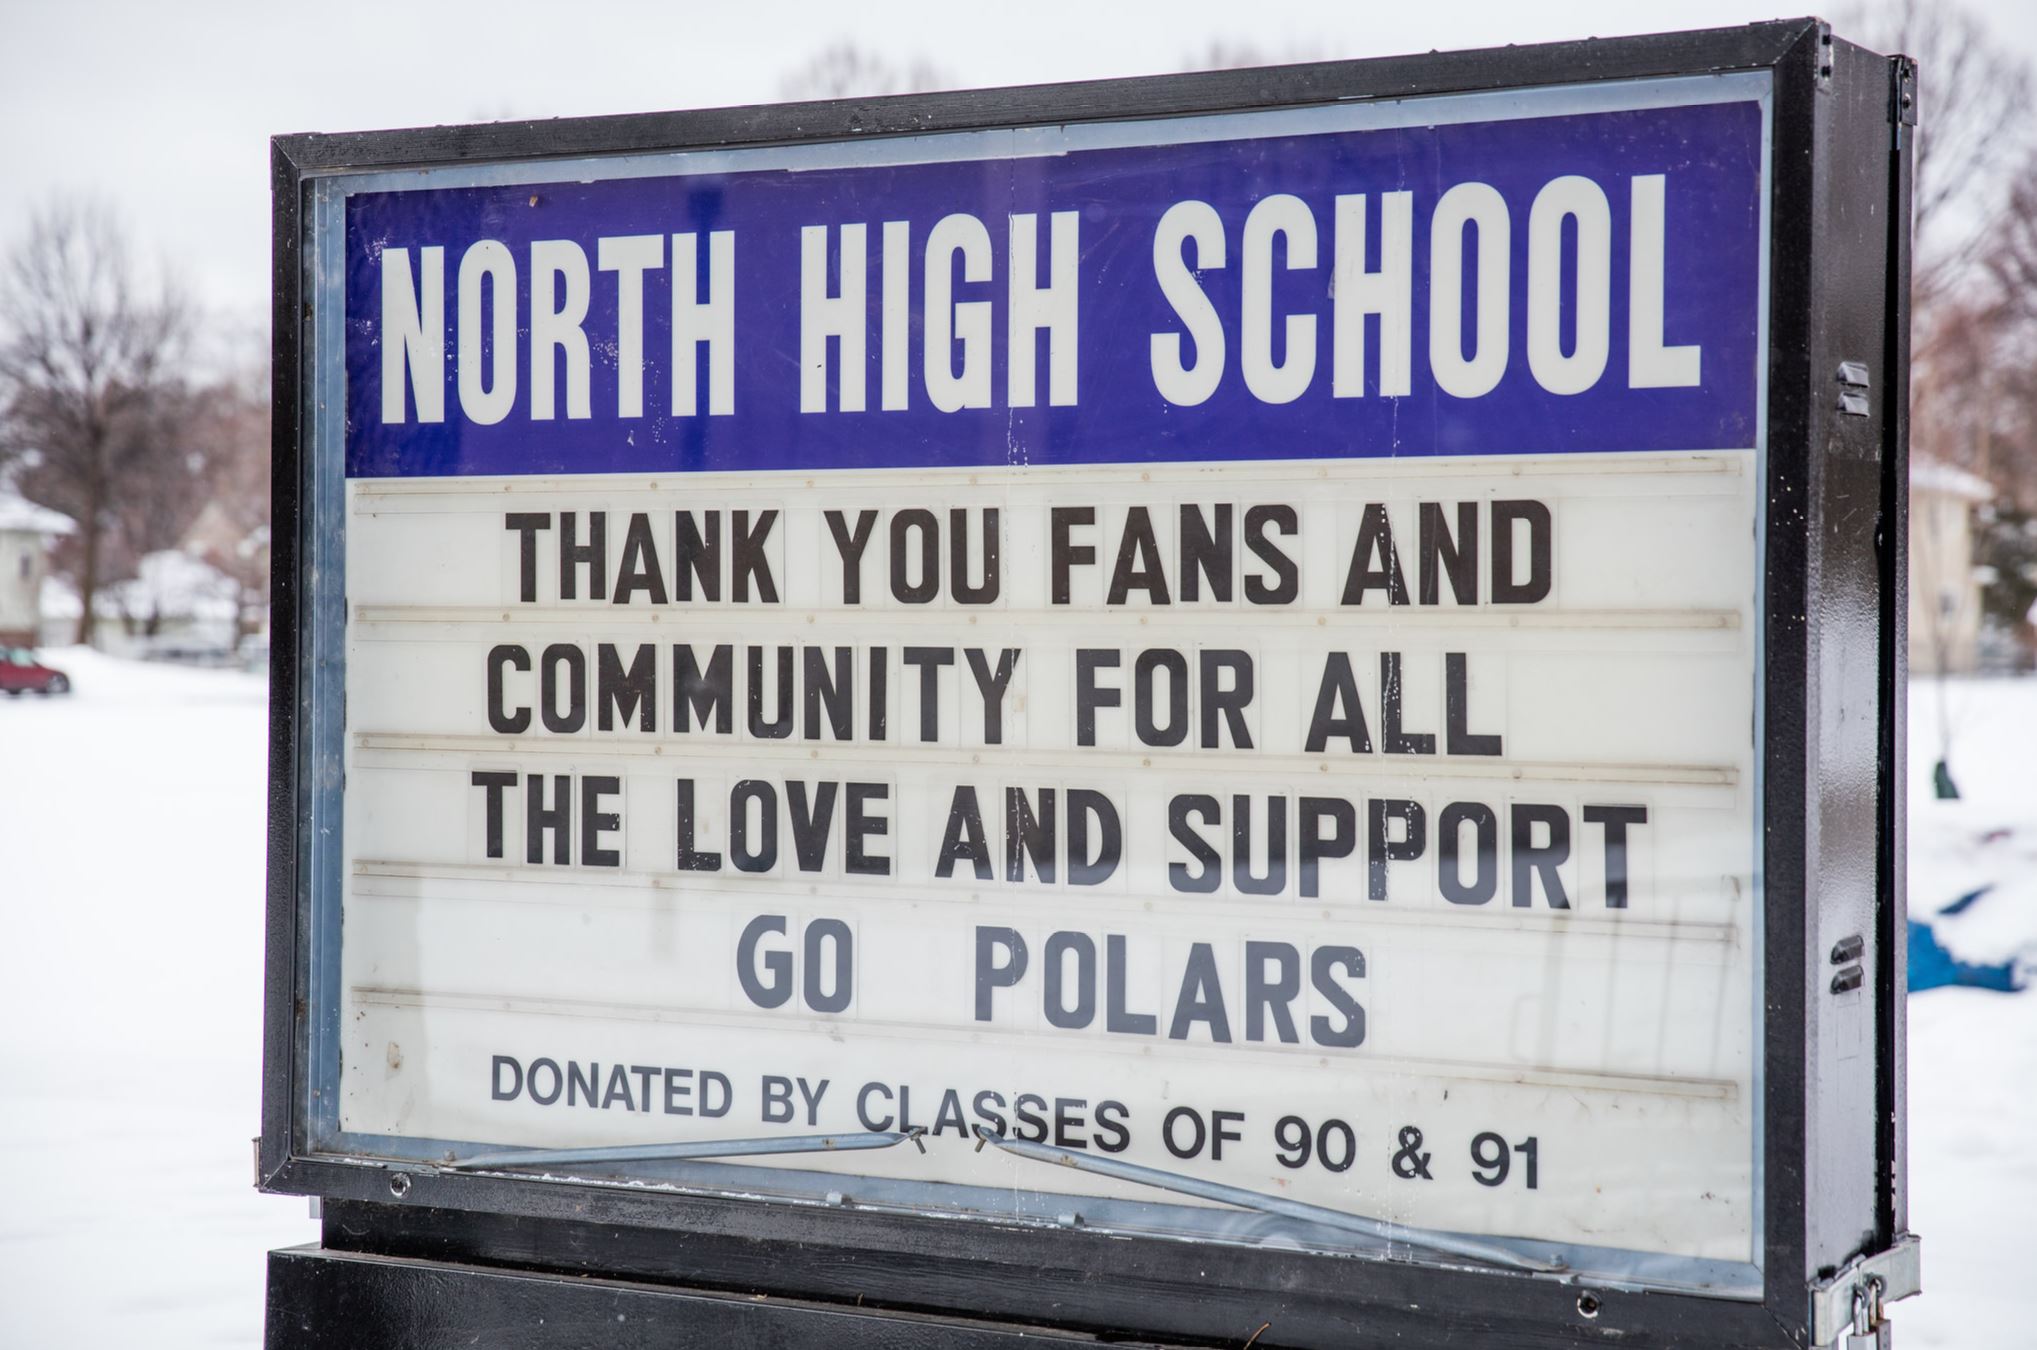 NORTH HIGH SCHOOL
THANK YOU FANS AND
COMMUNITY FOR ALL
THE LOVE AND SUPPORT
GO POLARS
DONATED BY CLASSES OF 90 & 91